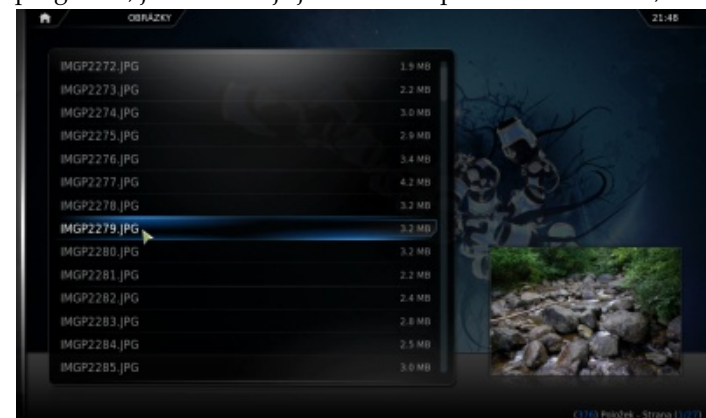 OBRÁZKY 21:48
IMGP2272.JPG 1.9 MB
IMGP2273.JPG 2.2 MB
IMGP2274.JPG 3.0 MB
IMGP2275.JPG 2.9 MB
IMGP2276.JPG 3.4 MB
IMGP2277.JPG 4.2 MB
IMGP2278.JPG 3.2 MB
IMGP2279.JPG 3.2 MB
IMGP2280.JPG 3.2 MB
IMGP2281.JPG 2.2 MB
IMGP2282.JPG 2.4 MB
IMGP2283.JPG 2.8 MB
IMGP2284.JPG 2.5 MB
IMGP2285.JPG 3.0 MB
(376) Položek - Strana (1/27)